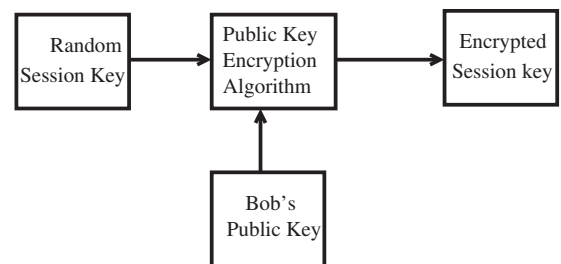 Random
Session Key
Public Key
Encryption
Algorithm
Encrypted
Session key
Bob's
Public Key